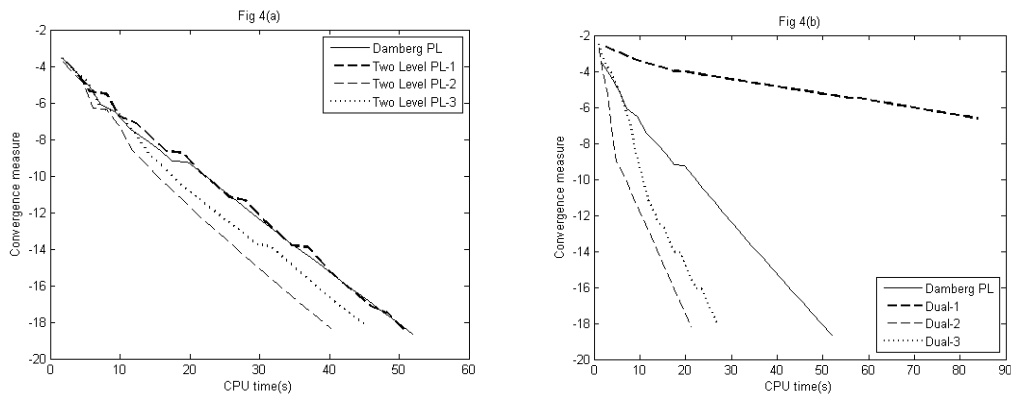 Fig 4(a)
-2
-4
-6
-8
-10
-12
-14
-16
-18
-20
0
10
20
30
40
50
60
Convergence measure
CPU time(s)
Damberg PL
Two Level PL-1
Two Level PL-2
Two Level PL-3
Fig 4(b)
-2
-4
-6
-8
-10
-12
-14
-16
-18
-20
0
10
20
30
40
50
60
70
80
90
Convergence measure
CPU time(s)
Damberg PL
Dual-1
Dual-2
Dual-3